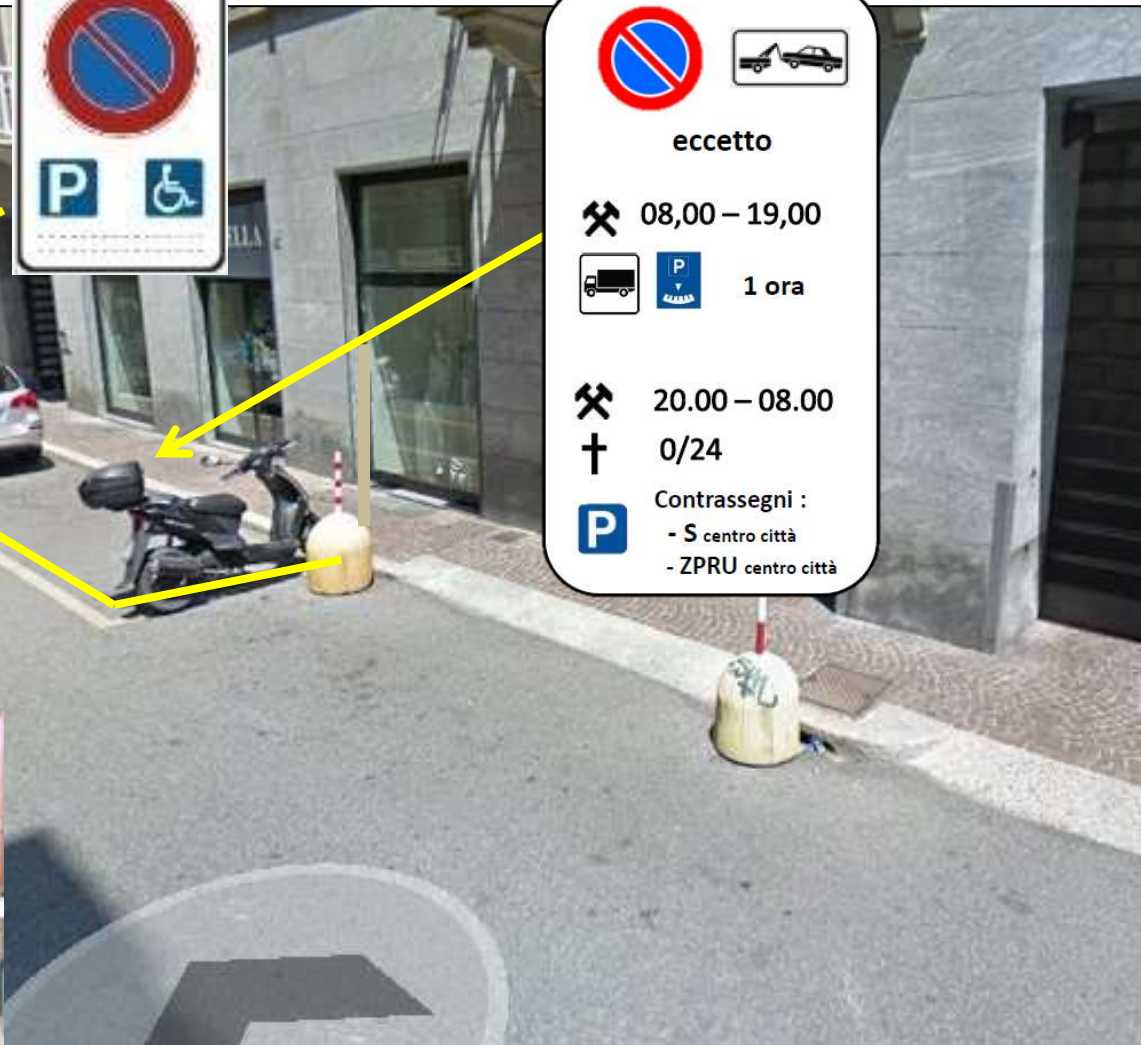 P
eccetto
08,00 – 19,00
P
1 ora
20.00 – 08.00
0/24
P
Contrassegni :
- S centro città
- ZPRU centro città